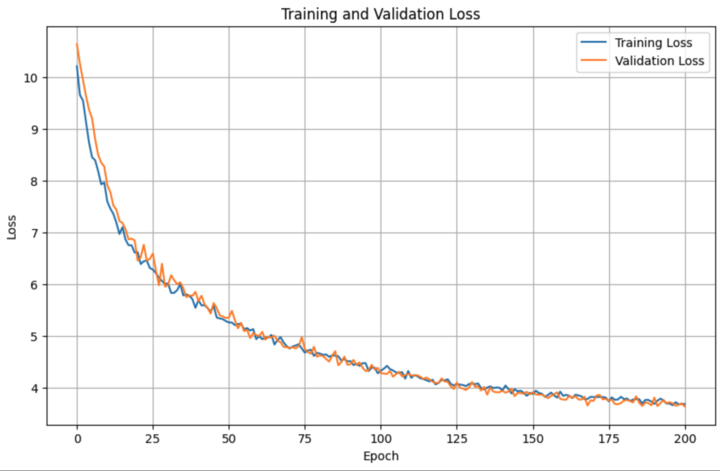 Training and Validation Loss
Training Loss
Validation Loss
10
9
8
7
6
5
4
Loss
0 25 50 75 100 125 150 175 200
Epoch